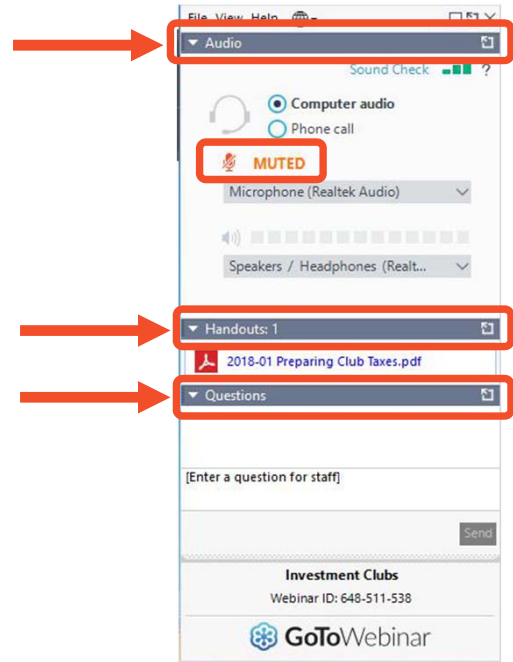 File View Help
Audio
Sound Check ?
Computer audio
Phone call
MUTED
Microphone (Realtek Audio)
Speakers / Headphones (Realt...
Handouts: 1
2018-01 Preparing Club Taxes.pdf
Questions
[Enter a question for staff]
Send
Investment Clubs
Webinar ID: 648-511-538
GoToWebinar